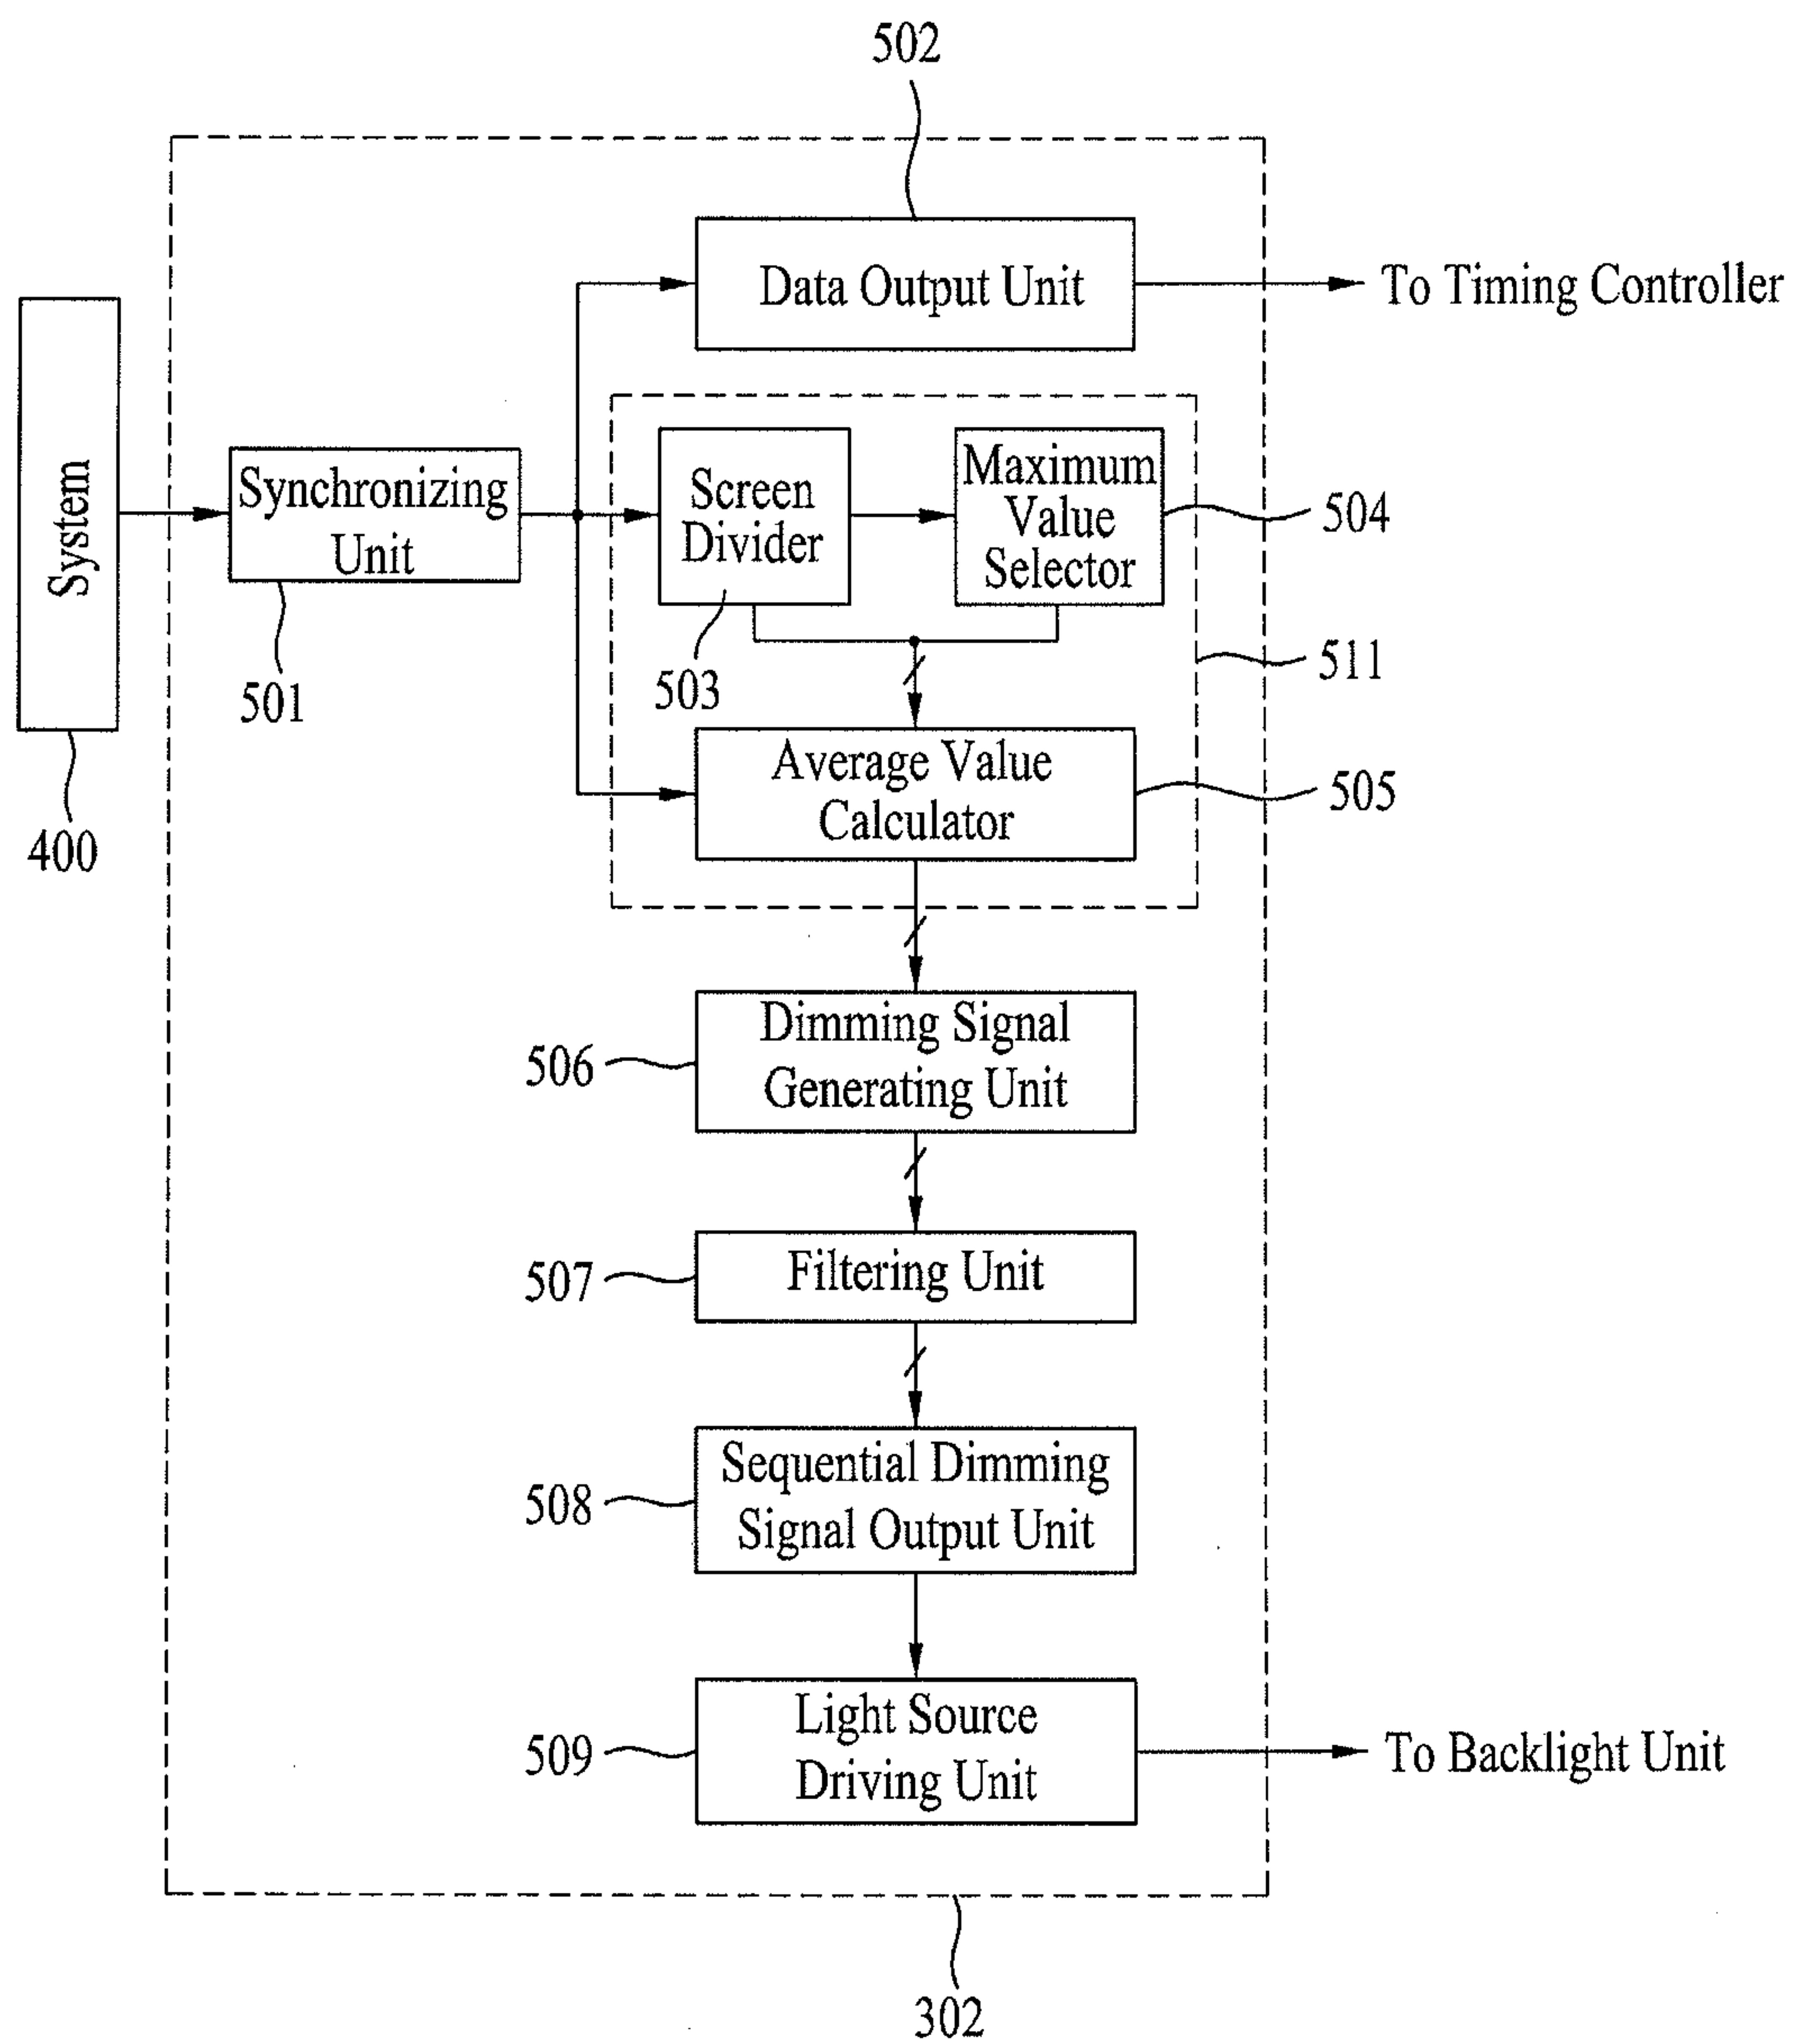 502
Data Output Unit
To Timing Controller
System
400
Synchronizing
Unit
501
Screen
Divider
503
Maximum
Value
Selector
504
511
Average Value
Calculator
505
Dimming Signal
Generating Unit
506
Filtering Unit
507
Sequential Dimming
Signal Output Unit
508
Light Source
Driving Unit
509
To Backlight Unit
302